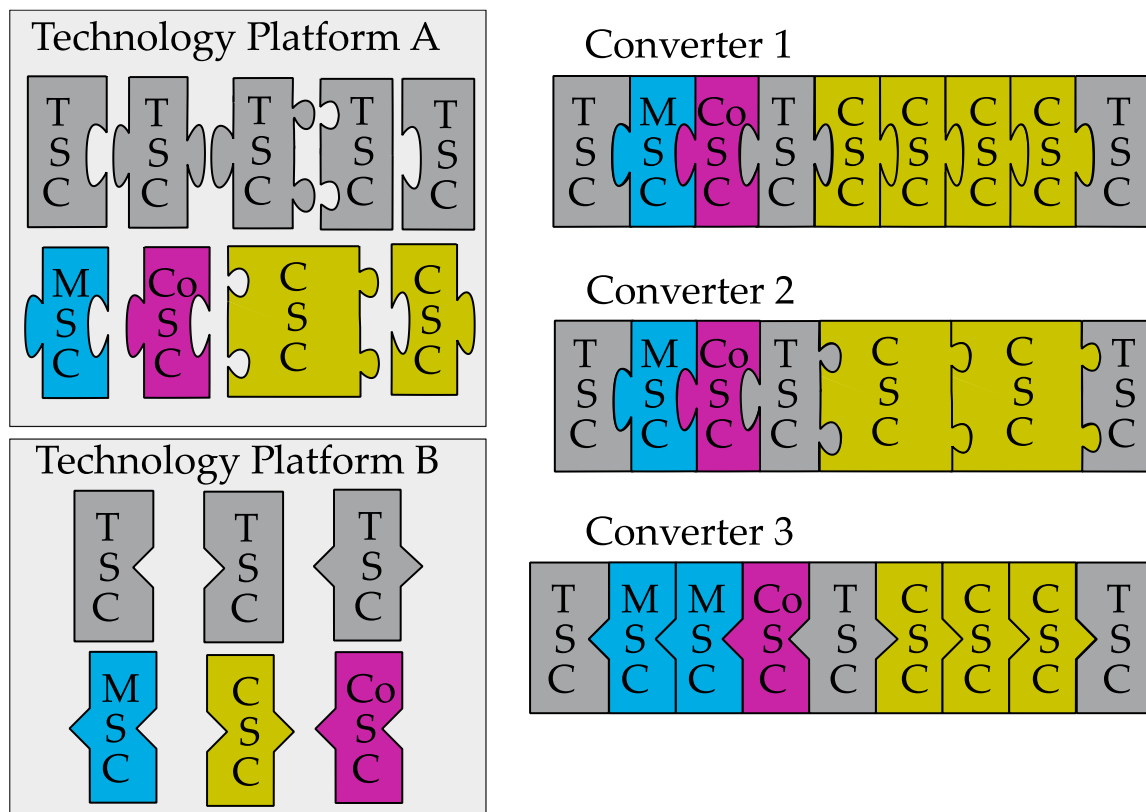 Technology Platform A
T T T T T
S S S S S
C C C C C
M Co C C
S S S S
C C C C
Technology Platform B
T T T
S S S
C C C
M C Co
S S S
C C C
Converter 1
T M Co T C C C C T
S S S S S S S S S
C C C C C C C C C
Converter 2
T M Co T C C T
S S S S S S S
C C C C C C C
Converter 3
T M M Co T C C C T
S S S S S S S S S
C C C C C C C C C